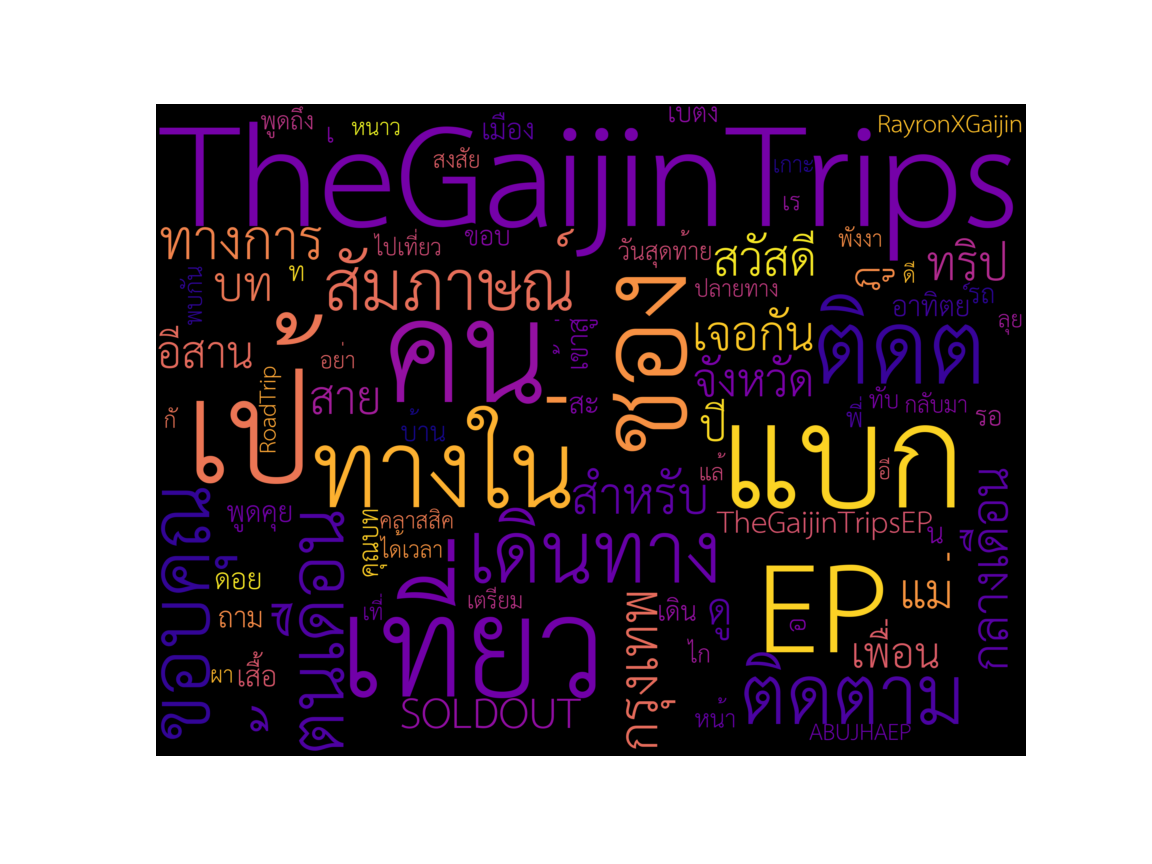 พูดถึง
เ
หนาว
เมือง
เบตง
RayronXGaijin
TheGaijinTrips
สงสัย
เกาะ
เร
ทางการ
ไปเที่ยว
ขอบ
วันสุดท้าย
สวัสดี
พังงา
ทริป
พบกัน
บท
ท
สัมภาษณ์
ช่อง
ปลายทาง
ดี
อาทิตย์
รถ
ลุย
อีสาน
อย่า
คน
เจอกัน
ติดต
จังหวัด
เป้
RoadTrip
สาย
สะ
ทับ
กลับมา
รอ
พี่
บ้าน
ปี
ทางใน
แบก
แล้
อี
สำหรับ
ขอบคุณ
พูดคุย
คลาสสิค
TheGaijinTripsEP
น
กลางเดือน
ได้เวลา
คุณบท
เดินทาง
ตนเดือน
ด้อย
EP
แม่
เตรียม
ถาม
เที่
เที่ยว
กรุงเทพ
เดิน
ดู
เพื่อน
ไก
ผา
เสื้อ
ติดตาม
SOLDOUT
หน้า
ABUJHAEP